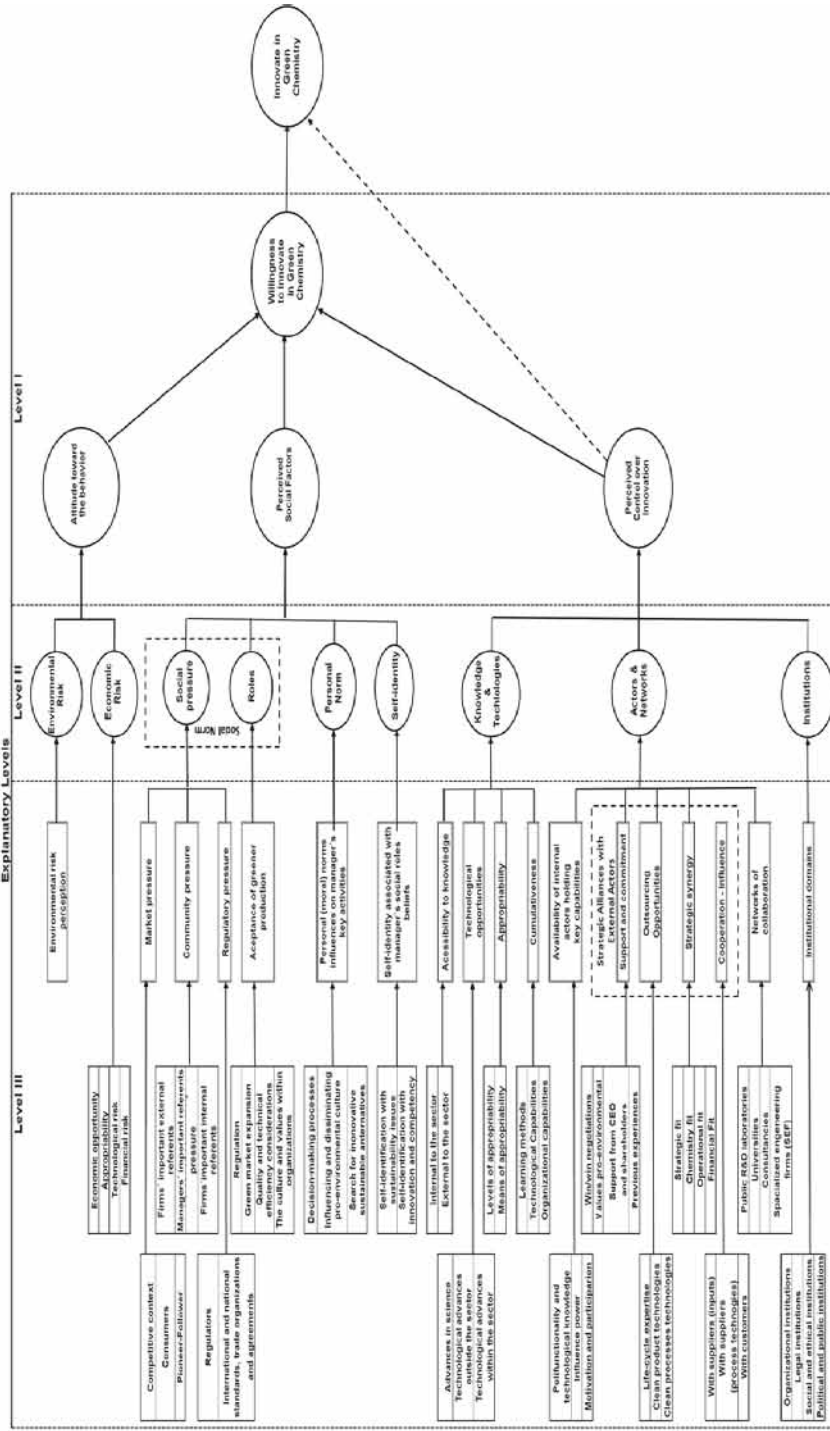 Explanatory Levels
Level III
Level II
Level I
Environmental risk
perception
Environmental
Risk
Economic opportunity
Appropriability
Technological risk
Financial risk
Economic
Risk
Attitude toward
the behavior
Competitive context
Consumers
Pioneer-Follower
Market pressure
Firms' important external
referents
Managers' important referents
pressure
Firms important internal
referents
Community pressure
Regulators
International and national
standards, trade organizations
and agreements
Regulatory pressure
Social
pressure
Social Norm
Regulation
Green market expansion
Quality and technical
efficiency considerations
The culture and values within
organizations
Aceptance of greener
production
Roles
Perceived
Social Factors
Decision-making processes
Influencing and dissiminating
pro-environmental culture
Search for innovative
sustainable alternatives
Personal (moral) norms
influences on manager's
key activities
Personal
Norm
Self-identification with
sustainability issues
Self-identification with
innovation and competency
Self-identity associated with
manager's social roles
beliefs
Self-identity
Willingness
to Innovate
in Green
Chemistry
Innovate in
Green
Chemistry
Internal to the sector
External to the sector
Acessibility to knowledge
Advances in science
Technological advances
outside the sector
Technological advances
within the sector
Technological
opportunities
Levels of appropriability
Means of appropriability
Appropriability
Learning methods
Technological Capabilities
Organizational capabilities
Cumulativeness
Knowledge
&
Techlologies
Polifunctionality and
technological knowledge
Influence power
Motivation and participarion
Availability of internal
actors holding
key capabilities
Strategic Alliances with
External Actors
Win/win negotiations
Values pro-environmental
Support from CEO
and shareholders
Previous experiences
Support and commitment
Life-cycle expertise
Clean product technologies
Clean processes technologies
Outsourcing
Opportunities
Strategic fit
Chemistry fit
Operational fit
Financial Fit
Strategic synergy
With suppliers (inputs)
With suppliers
(process technogies)
With customers
Cooperation - Influence
Public R&D laboratories
Universities
Consultancies
Spacialized engeneering
firms (SEF)
Networks of
collaboration
Actors &
Networks
Perceived
Control over
Innovation
Organizational institutions
Legal institutions
Social and ethical institutions
Political and public institutions
Institutional domains
Institutions